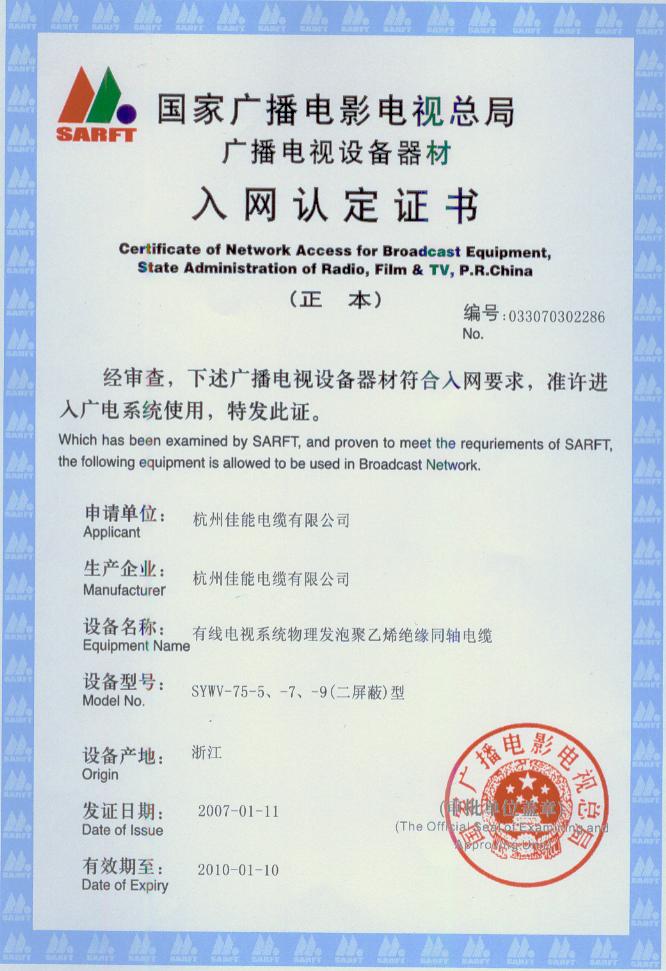 SARFT
国家广播电影电视总局
广播电视设备器材
入网认定证书
Certificate of Network Access for Broadcast Equipment,
State Administration of Radio, Film & TV, P.R.China
(正 本)
编号:033070302286
No.
经审查，下述广播电视设备器材符合入网要求，准许进
入广电系统使用，特发此证。
Which has been examined by SARFT, and proven to meet the requriements of SARFT,
the following equipment is allowed to be used in Broadcast Network.
申请单位: 杭州佳能电缆有限公司
Applicant
生产企业: 杭州佳能电缆有限公司
Manufacturer
设备名称: 有线电视系统物理发泡聚乙烯绝缘同轴电缆
Equipment Name
设备型号: SYWV-75-5、-7、-9(二屏蔽)型
Model No.
设备产地: 浙江
Origin
发证日期: 2007-01-11
Date of Issue
(审批单位盖章)
(The Official Seal of Examining and
Approving Unit)
国家广播电影电视总局
有效期至: 2010-01-10
Date of Expiry